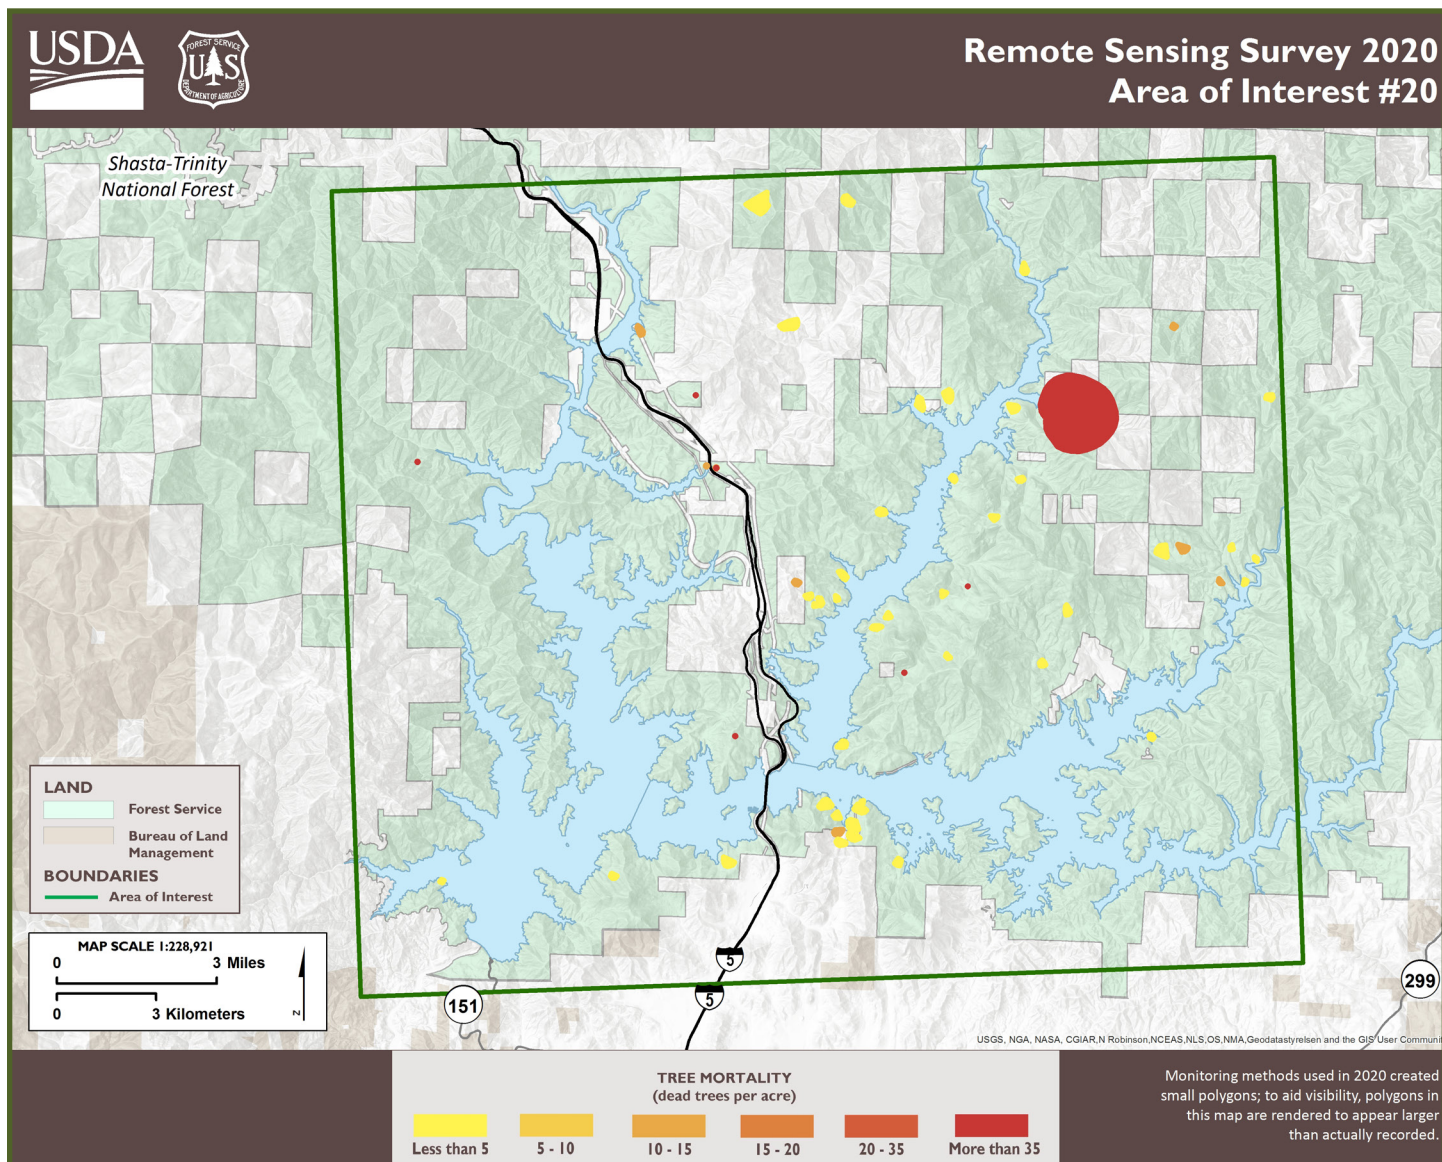 USDA
FOREST SERVICE
U S
DEPARTMENT OF AGRICULTURE
Remote Sensing Survey 2020
Area of Interest #20
Shasta-Trinity
National Forest
LAND
Forest Service
Bureau of Land
Management
BOUNDARIES
Area of Interest
MAP SCALE 1:228,921
0 3 Miles
0 3 Kilometers
N
5
5
151
299
USGS, NGA, NASA, CGIAR,N Robinson,NCEAS,NLS,OS,NMA,Geodatastyrelsen and the GIS User Communi
TREE MORTALITY
(dead trees per acre)
Less than 5 5 - 10 10 - 15 15 - 20 20 - 35 More than 35
Monitoring methods used in 2020 created
small polygons; to aid visibility, polygons in
this map are rendered to appear larger
than actually recorded.